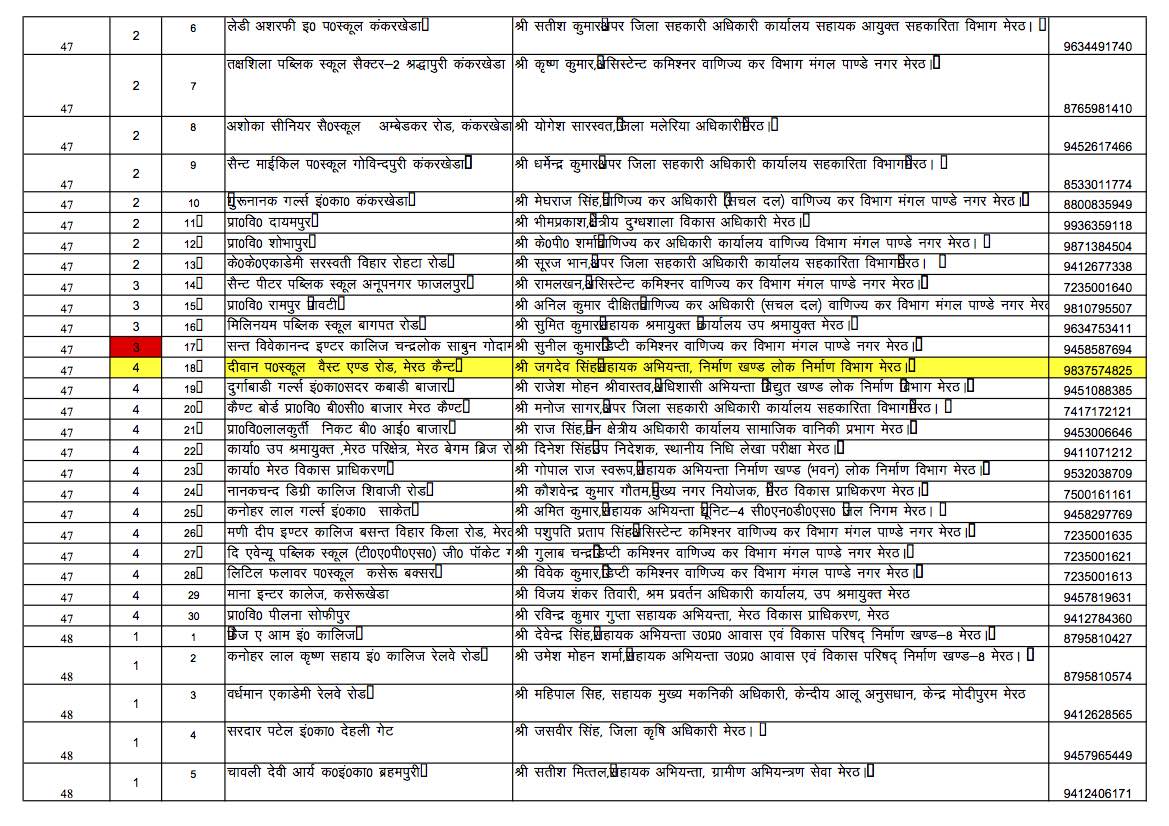 47 2 6 लेडी अशरफी इ0 प0स्कूल कंकरखेडा श्री सतीश कुमार अपर जिला सहकारी अधिकारी कार्यालय सहायक आयुक्त सहकारिता विभाग मेरठ। 9634491740
47 2 7 तक्षशिला पब्लिक स्कूल सैक्टर–2 श्रद्धापुरी कंकरखेडा श्री कृष्ण कुमार,असिस्टेन्ट कमिश्नर वाणिज्य कर विभाग मंगल पाण्डे नगर मेरठ। 8765981410
47 2 8 अशोका सीनियर सै0स्कूल अम्बेडकर रोड, कंकरखेडा श्री योगेश सारस्वत,जिला मलेरिया अधिकारी मेरठ। 9452617466
47 2 9 सैन्ट माईकिल प0स्कूल गोविन्दपुरी कंकरखेडा श्री धर्मेन्द्र कुमार अपर जिला सहकारी अधिकारी कार्यालय सहकारिता विभाग मेरठ। 8533011774
47 2 10 गुरूनानक गर्ल्स इं0का0 कंकरखेडा श्री मेघराज सिंह,वाणिज्य कर अधिकारी (सचल दल) वाणिज्य कर विभाग मंगल पाण्डे नगर मेरठ। 8800835949
47 2 11 प्रा0वि0 दायमपुर श्री भीमप्रकाश,क्षेत्रीय दुग्धशाला विकास अधिकारी मेरठ। 9936359118
47 2 12 प्रा0वि0 शोभापुर श्री के0पी0 शर्मा वाणिज्य कर अधिकारी कार्यालय वाणिज्य विभाग मंगल पाण्डे नगर मेरठ। 9871384504
47 2 13 के0के0एकाडेमी सरस्वती विहार रोहटा रोड श्री सूरज भान,अपर जिला सहकारी अधिकारी कार्यालय सहकारिता विभाग मेरठ। 9412677338
47 3 14 सैन्ट पीटर पब्लिक स्कूल अनूपनगर फाजलपुर श्री रामलखन,असिस्टेन्ट कमिश्नर वाणिज्य कर विभाग मंगल पाण्डे नगर मेरठ। 7235001640
47 3 15 प्रा0वि0 रामपुर पावटी श्री अनिल कुमार दीक्षित वाणिज्य कर अधिकारी (सचल दल) वाणिज्य कर विभाग मंगल पाण्डे नगर मेर 9810795507
47 3 16 मिलिनयम पब्लिक स्कूल बागपत रोड श्री सुमित कुमार सहायक श्रमायुक्त कार्यालय उप श्रमायुक्त मेरठ। 9634753411
47 3 17 सन्त विवेकानन्द इण्टर कालिज चन्द्रलोक साबुन गोदाम श्री सुनील कुमार डिप्टी कमिश्नर वाणिज्य कर विभाग मंगल पाण्डे नगर मेरठ। 9458587694
47 4 18 दीवान प0स्कूल वैस्ट एण्ड रोड, मेरठ कैन्ट श्री जगदेव सिंह सहायक अभियन्ता, निर्माण खण्ड लोक निर्माण विभाग मेरठ। 9837574825
47 4 19 दुर्गाबाडी गर्ल्स इं0का0सदर कबाडी बाजार श्री राजेश मोहन श्रीवास्तव,अधिशासी अभियन्ता विद्युत खण्ड लोक निर्माण विभाग मेरठ। 9451088385
47 4 20 कैण्ट बोर्ड प्रा0वि0 बी0सी0 बाजार मेरठ कैण्ट श्री मनोज सागर,अपर जिला सहकारी अधिकारी कार्यालय सहकारिता विभाग मेरठ। 7417172121
47 4 21 प्रा0वि0लालकुर्ती निकट बी0 आई0 बाजार श्री राज सिंह,वन क्षेत्रीय अधिकारी कार्यालय सामाजिक वानिकी प्रभाग मेरठ। 9453006646
47 4 22 कार्या0 उप श्रमायुक्त ,मेरठ परिक्षेत्र, मेरठ बेगम ब्रिज रो श्री दिनेश सिंह उप निदेशक, स्थानीय निधि लेखा परीक्षा मेरठ। 9411071212
47 4 23 कार्या0 मेरठ विकास प्राधिकरण श्री गोपाल राज स्वरूप,सहायक अभियन्ता निर्माण खण्ड (भवन) लोक निर्माण विभाग मेरठ। 9532038709
47 4 24 नानकचन्द डिग्री कालिज शिवाजी रोड श्री कौशवेन्द्र कुमार गौतम,मुख्य नगर नियोजक, मेरठ विकास प्राधिकरण मेरठ। 7500161161
47 4 25 कनोहर लाल गर्ल्स इं0का0 साकेत श्री अमित कुमार,सहायक अभियन्ता यूनिट–4 सी0एन0डी0एस0 जल निगम मेरठ। 9458297769
47 4 26 मणी दीप इण्टर कालिज बसन्त विहार किला रोड, मेर श्री पशुपति प्रताप सिंह असिस्टेन्ट कमिश्नर वाणिज्य कर विभाग मंगल पाण्डे नगर मेरठ। 7235001635
47 4 27 दि एवेन्यू पब्लिक स्कूल (टी0ए0पी0एस0) जी0 पॉकेट ग श्री गुलाब चन्द्र डिप्टी कमिश्नर वाणिज्य कर विभाग मंगल पाण्डे नगर मेरठ। 7235001621
47 4 28 लिटिल फलावर प0स्कूल कसेरू बक्सर श्री विवेक कुमार,डिप्टी कमिश्नर वाणिज्य कर विभाग मंगल पाण्डे नगर मेरठ। 7235001613
47 4 29 माना इन्टर कालेज, कसेरूखेडा श्री विजय शंकर तिवारी, श्रम प्रवर्तन अधिकारी कार्यालय, उप श्रमायुक्त मेरठ 9457819631
47 4 30 प्रा0वि0 पीलना सोफीपुर श्री रविन्द्र कुमार गुप्ता सहायक अभियन्ता, मेरठ विकास प्राधिकरण, मेरठ 9412784360
48 1 1 ए आम इं0 कालिज श्री देवेन्द्र सिंह,सहायक अभियन्ता उ0प्र0 आवास एवं विकास परिषद् निर्माण खण्ड–8 मेरठ। 8795810427
48 1 2 कनोहर लाल कृष्ण सहाय इं0 कालिज रेलवे रोड श्री उमेश मोहन शर्मा,सहायक अभियन्ता उ0प्र0 आवास एवं विकास परिषद् निर्माण खण्ड–8 मेरठ। 8795810574
48 1 3 वर्धमान एकाडेमी रेलवे रोड श्री महिपाल सिह, सहायक मुख्य मकनिकी अधिकारी, केन्दीय आलू अनुसधान, केन्द्र मोदीपुरम मेरठ 9412628565
48 1 4 सरदार पटेल इं0का0 देहली गेट श्री जसवीर सिंह, जिला कृषि अधिकारी मेरठ। 9457965449
48 1 5 चावली देवी आर्य क0इं0का0 ब्रहमपुरी श्री सतीश मित्तल,सहायक अभियन्ता, ग्रामीण अभियन्त्रण सेवा मेरठ। 9412406171